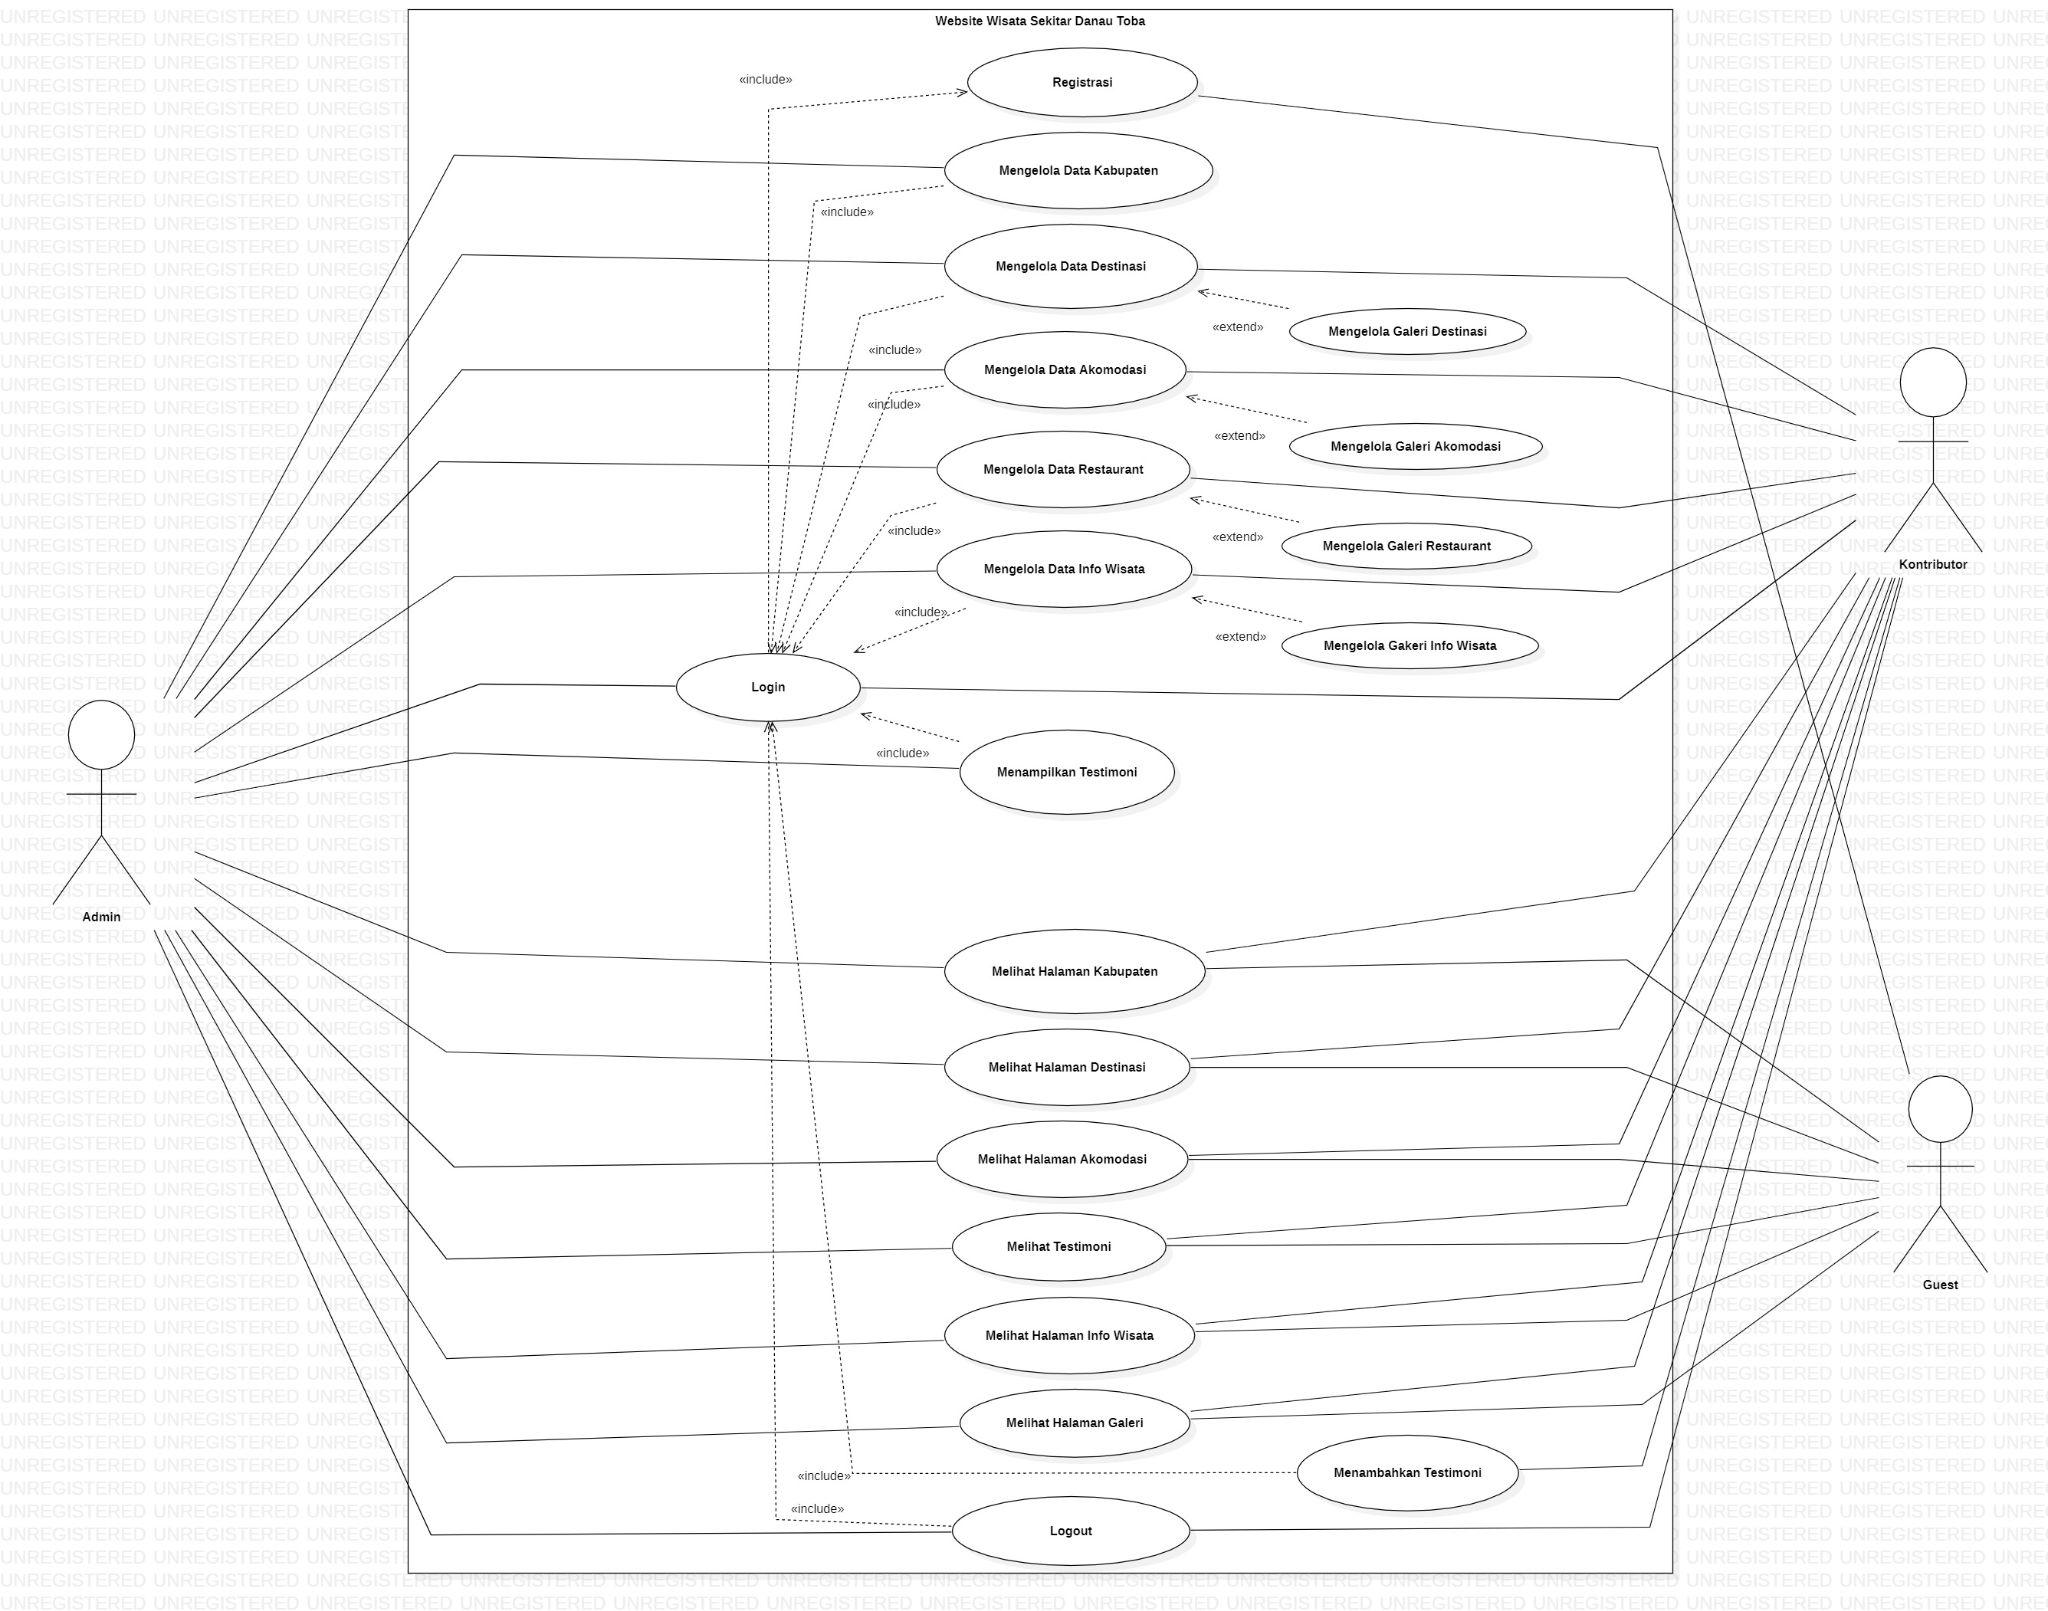 Website Wisata Sekitar Danau Toba
Registrasi
«include»
Mengelola Data Kabupaten
«include»
Mengelola Data Destinasi
«extend»
Mengelola Galeri Destinasi
«include»
Mengelola Data Akomodasi
«include»
«extend»
Mengelola Galeri Akomodasi
Mengelola Data Restaurant
«include»
«extend»
Mengelola Galeri Restaurant
Mengelola Data Info Wisata
Kontributor
«include»
«extend»
Mengelola Gakeri Info Wisata
Login
«include»
Menampilkan Testimoni
Admin
Melihat Halaman Kabupaten
Melihat Halaman Destinasi
Melihat Halaman Akomodasi
Melihat Testimoni
Guest
Melihat Halaman Info Wisata
Melihat Halaman Galeri
«include»
Menambahkan Testimoni
«include»
Logout
UNREGISTERED